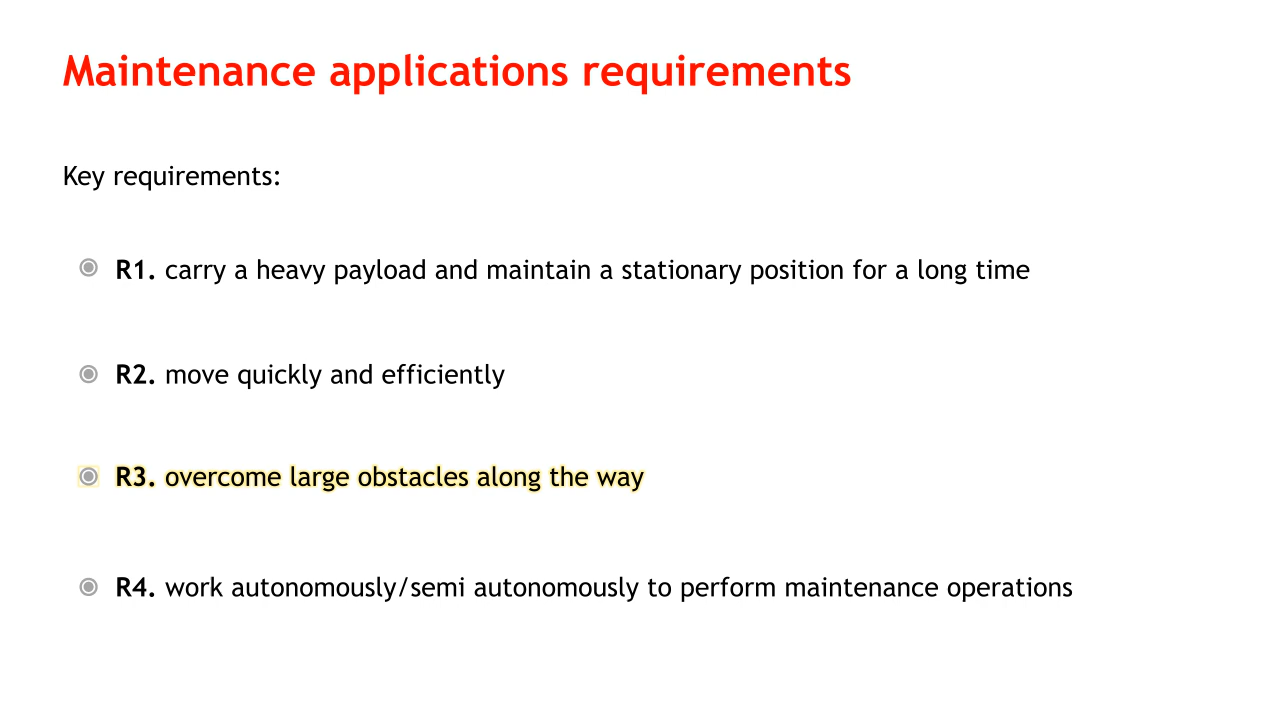 Maintenance applications requirements
Key requirements:
R1. carry a heavy payload and maintain a stationary position for a long time
R2. move quickly and efficiently
R3. overcome large obstacles along the way
R4. work autonomously/semi autonomously to perform maintenance operations